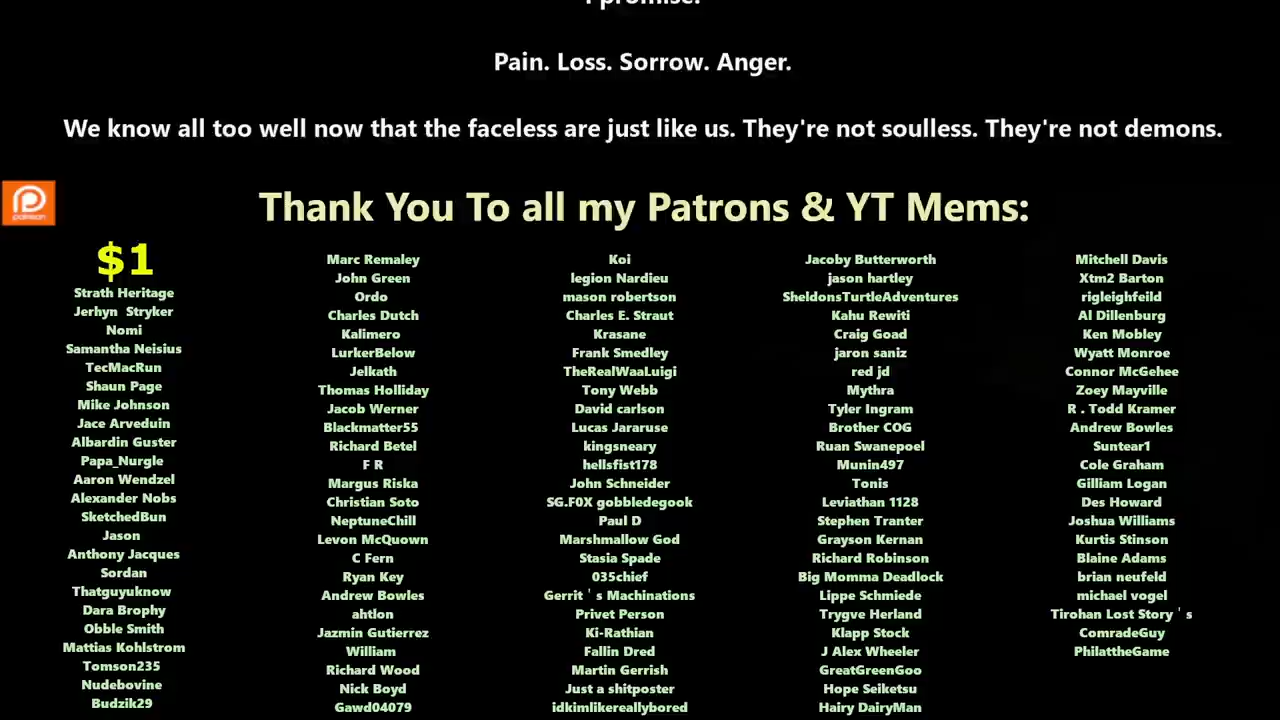 I promise.
Pain. Loss. Sorrow. Anger.
We know all too well now that the faceless are just like us. They're not soulless. They're not demons.
patreon
Thank You To all my Patrons & YT Mems:
$1
Strath Heritage
Jerhyn  Stryker
Nomi
Samantha Neisius
TecMacRun
Shaun Page
Mike Johnson
Jace Arveduin
Albardin Guster
Papa_Nurgle
Aaron Wendzel
Alexander Nobs
SketchedBun
Jason
Anthony Jacques
Sordan
Thatguyuknow
Dara Brophy
Obble Smith
Mattias Kohlstrom
Tomson235
Nudebovine
Budzik29
Marc Remaley
John Green
Ordo
Charles Dutch
Kalimero
LurkerBelow
Jelkath
Thomas Holliday
Jacob Werner
Blackmatter55
Richard Betel
F R
Margus Riska
Christian Soto
NeptuneChill
Levon McQuown
C Fern
Ryan Key
Andrew Bowles
ahtlon
Jazmin Gutierrez
William
Richard Wood
Nick Boyd
Gawd04079
Koi
legion Nardieu
mason robertson
Charles E. Straut
Krasane
Frank Smedley
TheRealWaaLuigi
Tony Webb
David carlson
Lucas Jararuse
kingsneary
hellsfist178
John Schneider
SG.F0X gobbledegook
Paul D
Marshmallow God
Stasia Spade
035chief
Gerrit ' s Machinations
Privet Person
Ki-Rathian
Fallin Dred
Martin Gerrish
Just a shitposter
idkimlikereallybored
Jacoby Butterworth
jason hartley
SheldonsTurtleAdventures
Kahu Rewiti
Craig Goad
jaron saniz
red jd
Mythra
Tyler Ingram
Brother COG
Ruan Swanepoel
Munin497
Tonis
Leviathan 1128
Stephen Tranter
Grayson Kernan
Richard Robinson
Big Momma Deadlock
Lippe Schmiede
Trygve Herland
Klapp Stock
J Alex Wheeler
GreatGreenGoo
Hope Seiketsu
Hairy DairyMan
Mitchell Davis
Xtm2 Barton
rigleighfeild
Al Dillenburg
Ken Mobley
Wyatt Monroe
Connor McGehee
Zoey Mayville
R . Todd Kramer
Andrew Bowles
Suntear1
Cole Graham
Gilliam Logan
Des Howard
Joshua Williams
Kurtis Stinson
Blaine Adams
brian neufeld
michael vogel
Tirohan Lost Story ' s
ComradeGuy
PhilattheGame